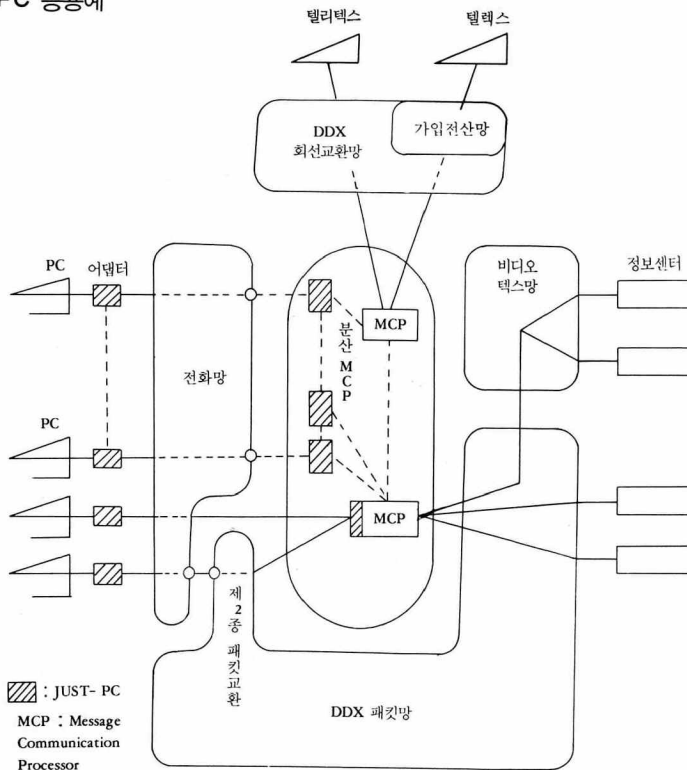 PC 응용예
텔리텍스
텔렉스
DDX
회선교환망
가입전산망
PC
어댑터
비디오
텍스망
정보센터
MCP
분산 MCP
전화망
PC
MCP
제2종 패킷교환
DDX 패킷망
: JUST- PC
MCP : Message
Communication
Processor